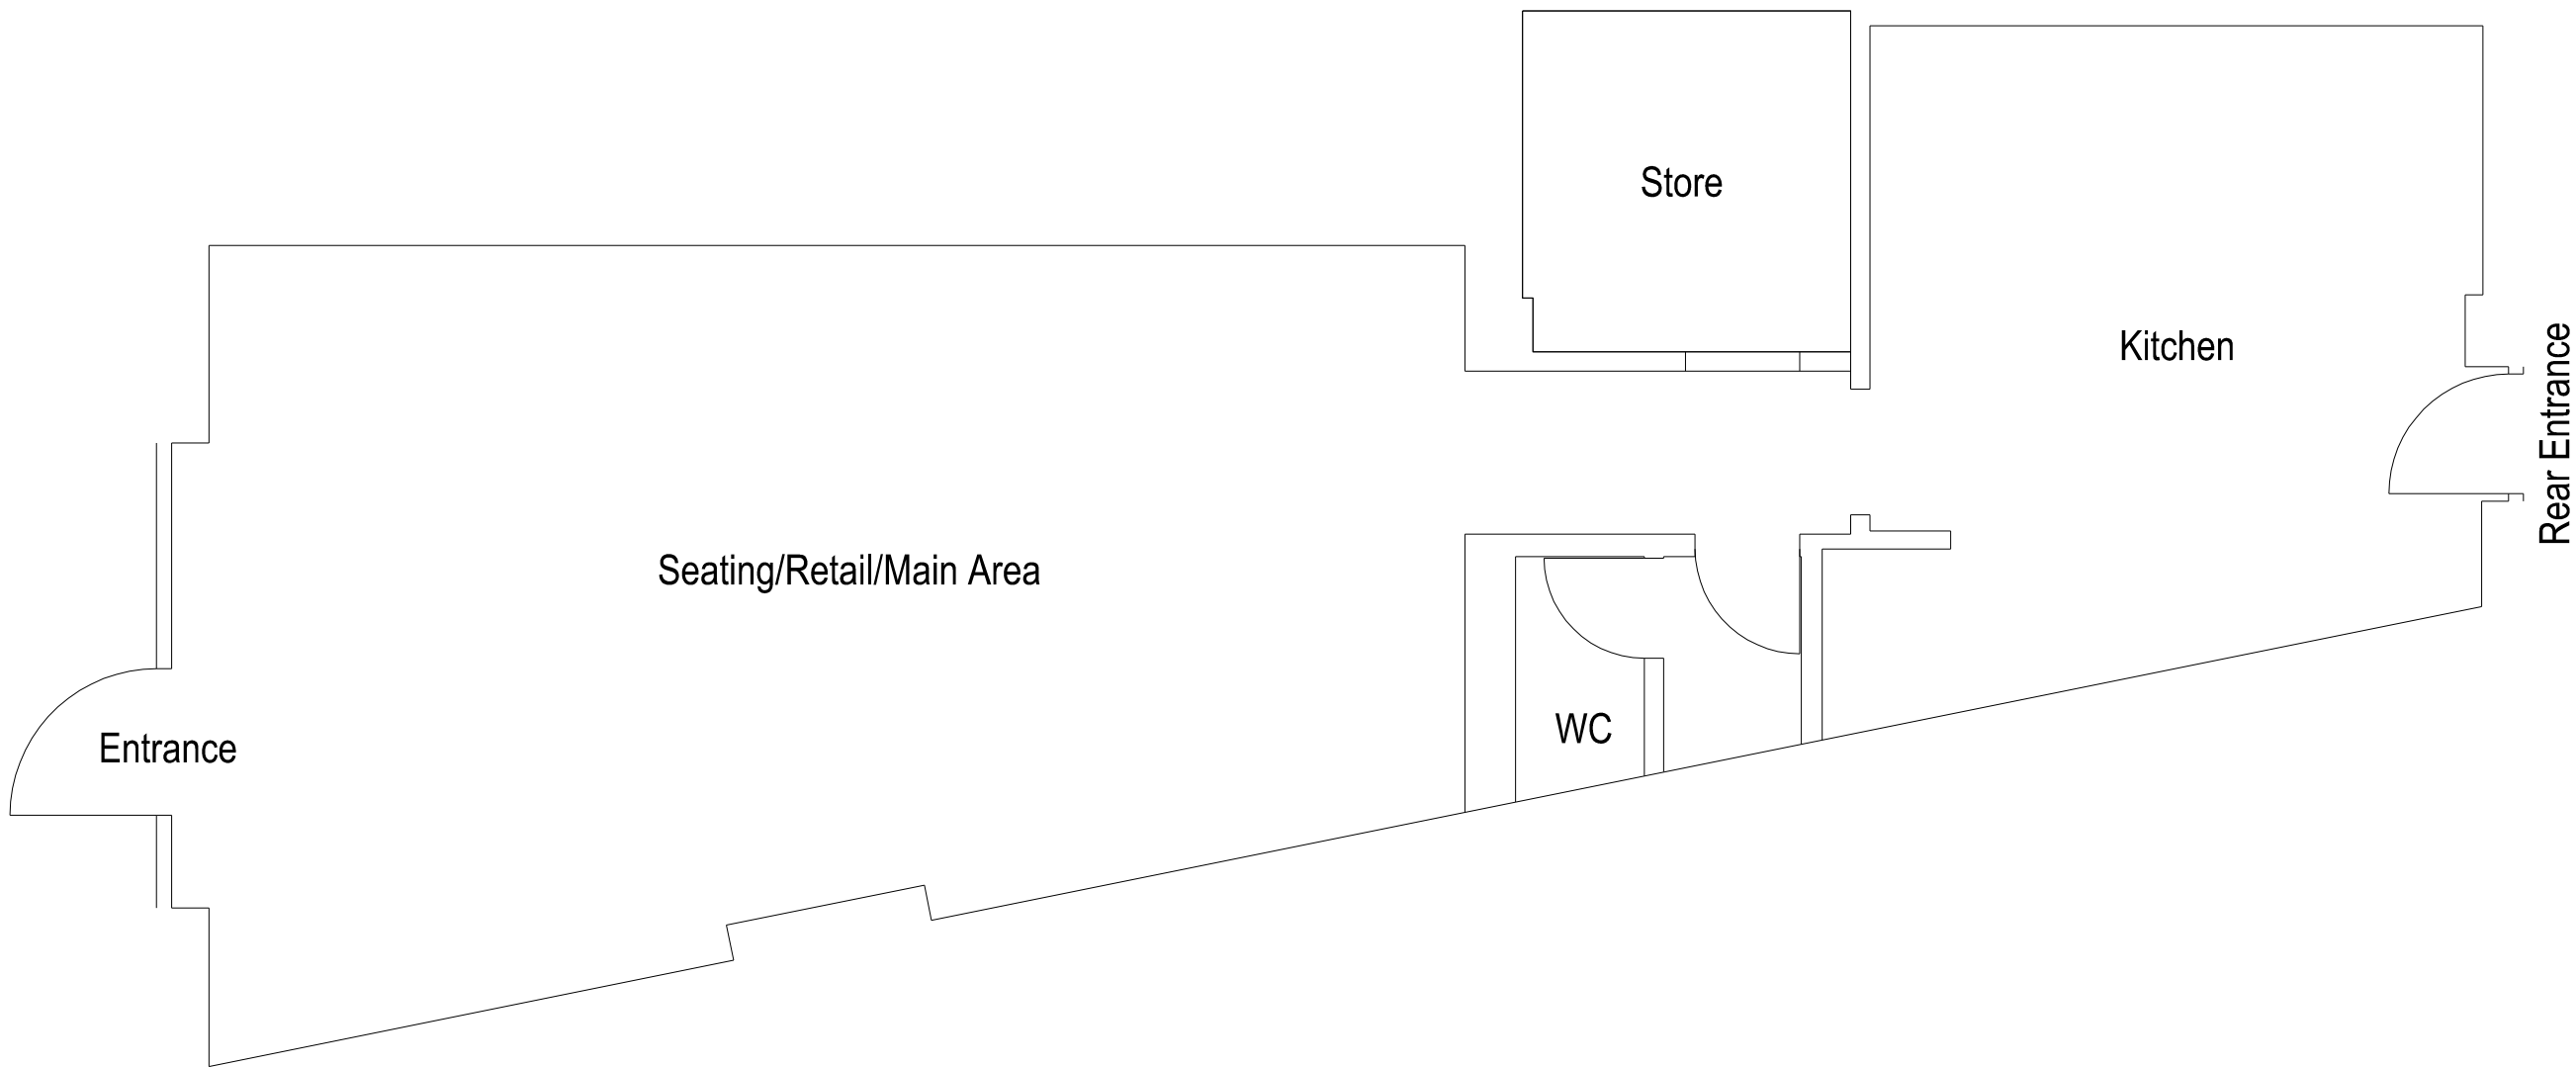 Store
Kitchen
Rear Entrance
Seating/Retail/Main Area
WC
Entrance